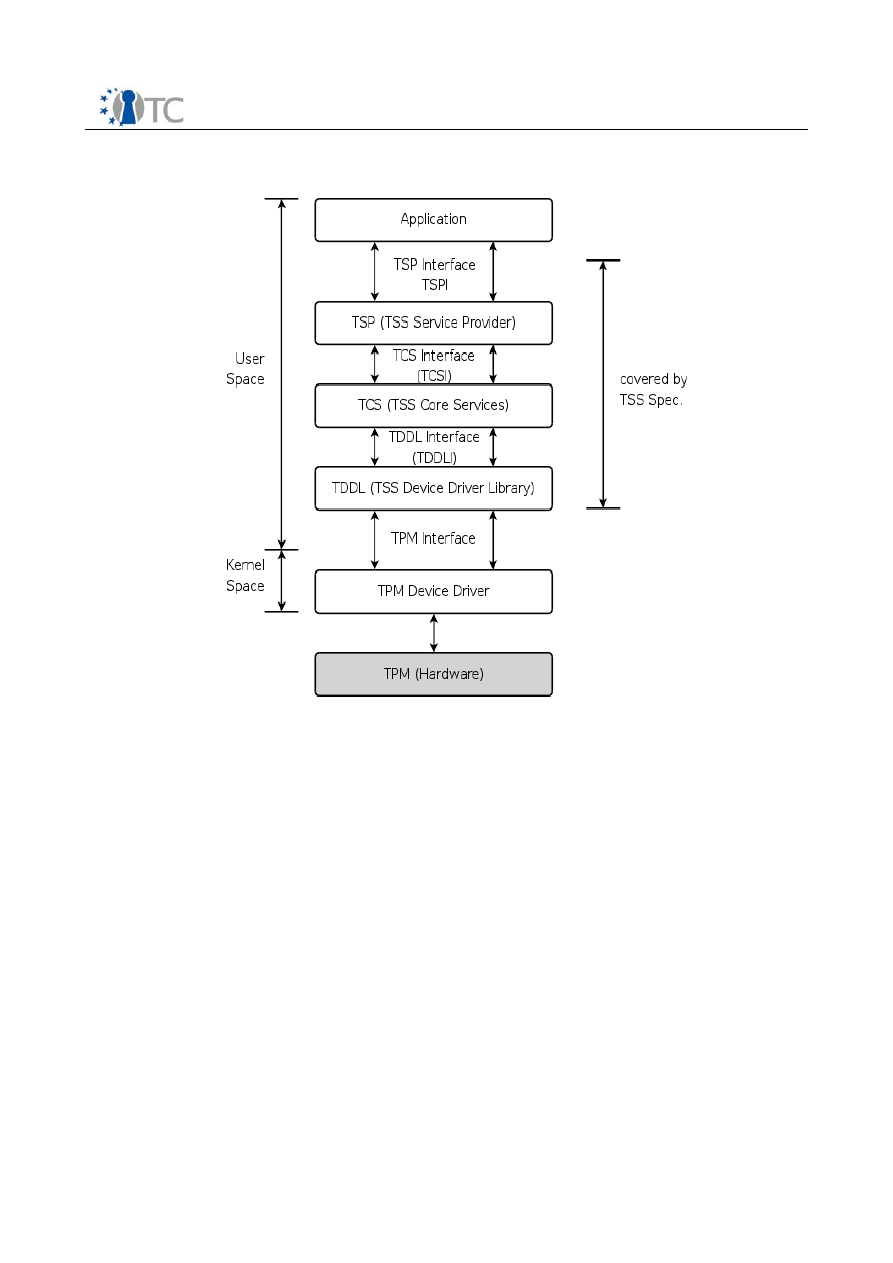 TC
Application
TSP Interface
TSPI
TSP (TSS Service Provider)
User
Space
TCS Interface
(TCSI)
covered by
TSS Spec.
TCS (TSS Core Services)
TDDL Interface
(TDDLI)
TDDL (TSS Device Driver Library)
TPM Interface
Kernel
Space
TPM Device Driver
TPM (Hardware)